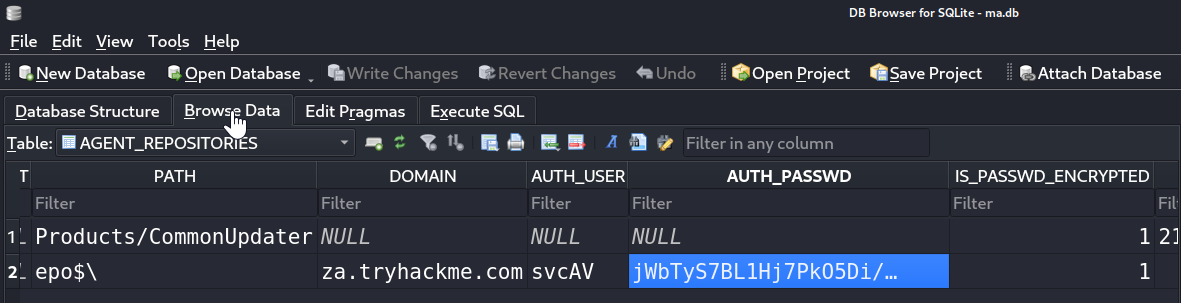 DB Browser for SQLite - ma.db
File Edit View Tools Help
New Database Open Database Write Changes Revert Changes Undo Open Project Save Project Attach Database
Database Structure Browse Data Edit Pragmas Execute SQL
Table: AGENT_REPOSITORIES Filter in any column
T PATH DOMAIN AUTH_USER AUTH_PASSWD IS_PASSWD_ENCRYPTED
Filter Filter Filter Filter Filter Fil
1 Products/CommonUpdater NULL NULL NULL 1 21
2 epo$\ za.tryhackme.com svcAV jWbTyS7BL1Hj7PkO5Di/… 1